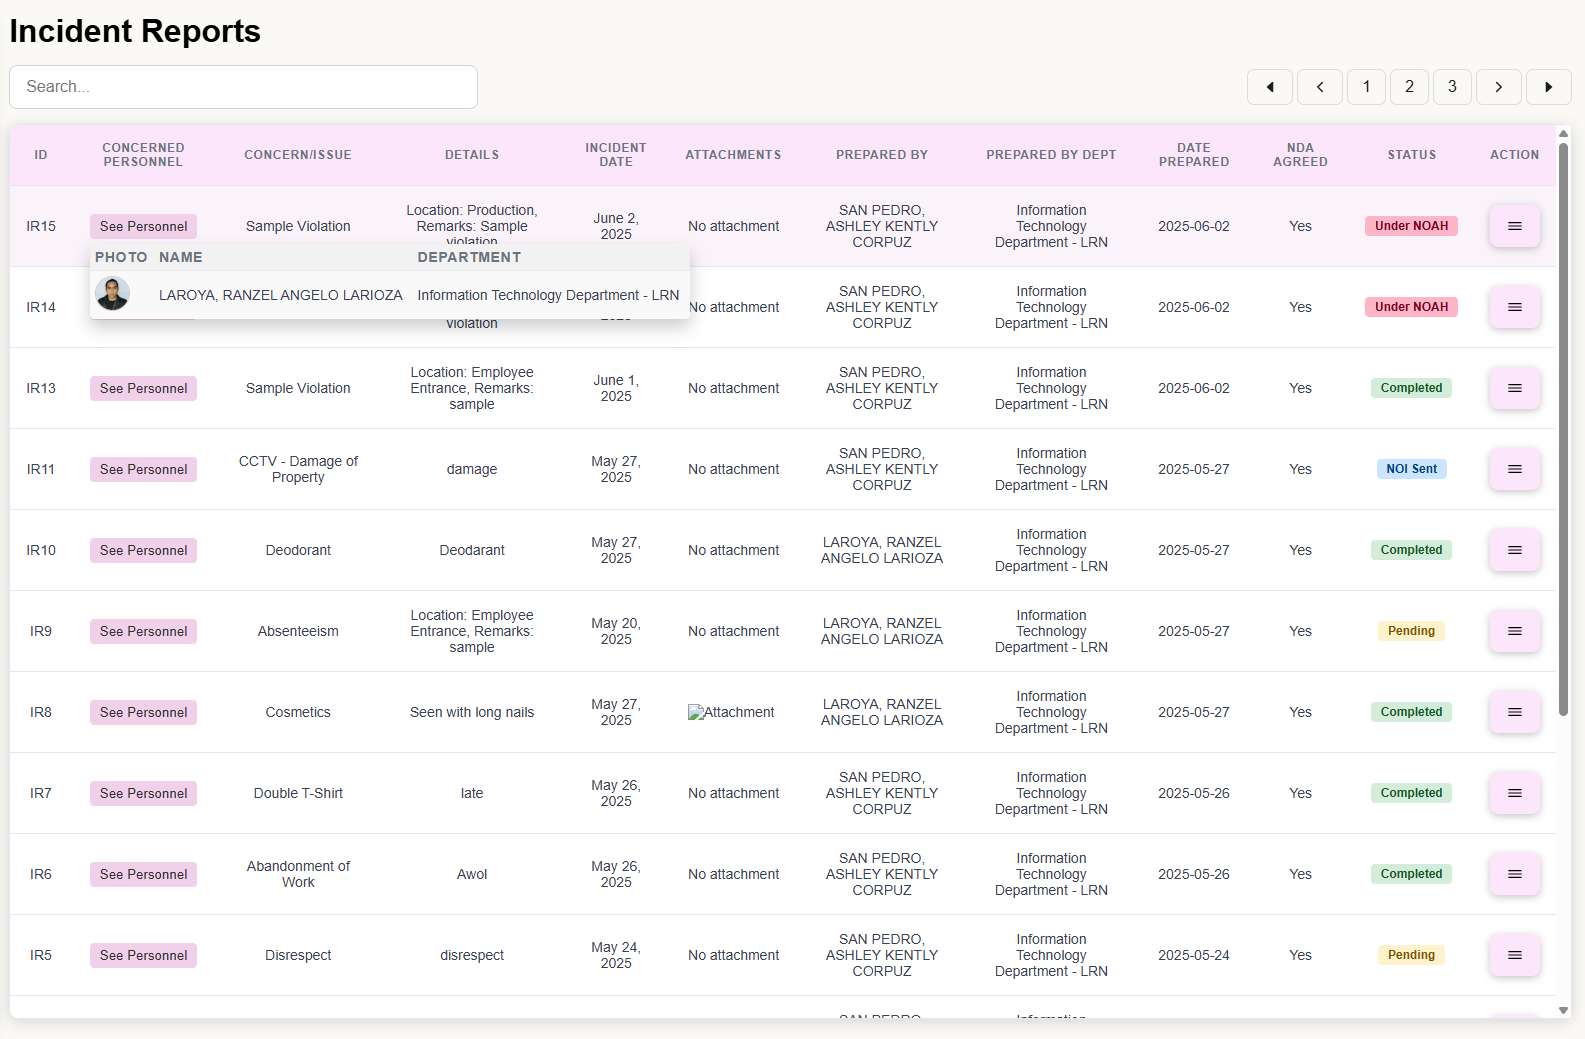 Incident Reports
Search...
1 2 3
ID CONCERNED PERSONNEL CONCERN/ISSUE DETAILS INCIDENT DATE ATTACHMENTS PREPARED BY PREPARED BY DEPT DATE PREPARED NDA AGREED STATUS ACTION
IR15 See Personnel Sample Violation Location: Production, Remarks: Sample violation June 2, 2025 No attachment SAN PEDRO, ASHLEY KENTLY CORPUZ Information Technology Department - LRN 2025-06-02 Yes Under NOAH
PHOTO NAME DEPARTMENT
LAROYA, RANZEL ANGELO LARIOZA Information Technology Department - LRN
IR14 violation No attachment SAN PEDRO, ASHLEY KENTLY CORPUZ Information Technology Department - LRN 2025-06-02 Yes Under NOAH
IR13 See Personnel Sample Violation Location: Employee Entrance, Remarks: sample June 1, 2025 No attachment SAN PEDRO, ASHLEY KENTLY CORPUZ Information Technology Department - LRN 2025-06-02 Yes Completed
IR11 See Personnel CCTV - Damage of Property damage May 27, 2025 No attachment SAN PEDRO, ASHLEY KENTLY CORPUZ Information Technology Department - LRN 2025-05-27 Yes NOI Sent
IR10 See Personnel Deodorant Deodarant May 27, 2025 No attachment LAROYA, RANZEL ANGELO LARIOZA Information Technology Department - LRN 2025-05-27 Yes Completed
IR9 See Personnel Absenteeism Location: Employee Entrance, Remarks: sample May 20, 2025 No attachment LAROYA, RANZEL ANGELO LARIOZA Information Technology Department - LRN 2025-05-27 Yes Pending
IR8 See Personnel Cosmetics Seen with long nails May 27, 2025 Attachment LAROYA, RANZEL ANGELO LARIOZA Information Technology Department - LRN 2025-05-27 Yes Completed
IR7 See Personnel Double T-Shirt late May 26, 2025 No attachment SAN PEDRO, ASHLEY KENTLY CORPUZ Information Technology Department - LRN 2025-05-26 Yes Completed
IR6 See Personnel Abandonment of Work Awol May 26, 2025 No attachment SAN PEDRO, ASHLEY KENTLY CORPUZ Information Technology Department - LRN 2025-05-26 Yes Completed
IR5 See Personnel Disrespect disrespect May 24, 2025 No attachment SAN PEDRO, ASHLEY KENTLY CORPUZ Information Technology Department - LRN 2025-05-24 Yes Pending